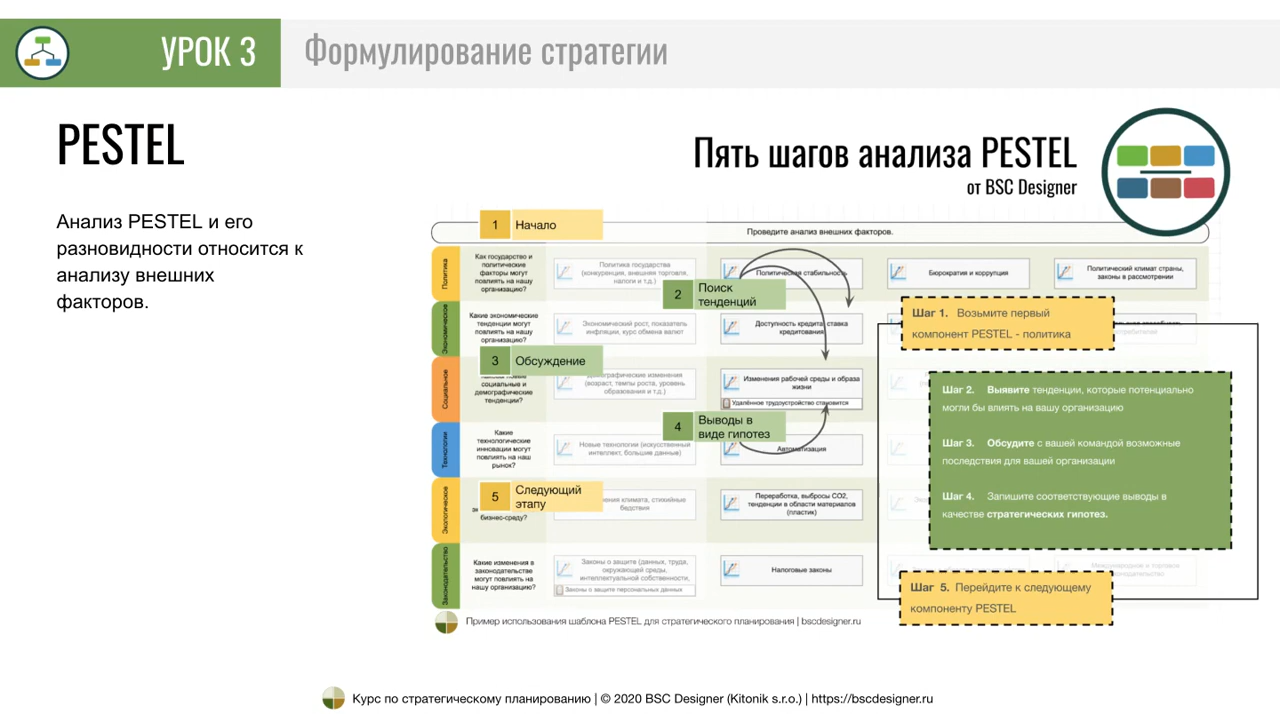 УРОК 3
Формулирование стратегии
PESTEL
Анализ PESTEL и его
разновидности относится к
анализу внешних
факторов.
Пять шагов анализа PESTEL
от BSC Designer
1 Начало
Проведите анализ внешних факторов.
Политика
Как государство и
политические
факторы могут
повлиять на нашу
организацию?
Политика государства
(конкуренция, внешняя торговля,
налоги и т.д.)
Политическая стабильность
Бюрократия и коррупция
Политический климат страны,
законы в рассмотрении
2 Поиск
тенденций
Экономическое
Какие экономические
тенденции могут
повлиять на нашу
организацию?
Экономический рост, показатель
инфляции, курс обмена валют
Доступность кредита, ставка
кредитования
3 Обсуждение
Социальное
социальные и
демографические
тенденции?
Демографические изменения
(возраст, темпы роста, уровень
образования и т.д.)
Изменения рабочей среды и образа
жизни
Удалённое трудоустройство становится
4 Выводы в
виде гипотез
Технологии
Какие
технологические
инновации могут
повлиять на наш
рынок?
Новые технологии (искусственный
интеллект, большие данные)
Автоматизация
5 Следующий
этапу
Экологическое
бизнес-среду?
климата, стихийные
бедствия
Переработка, выбросы CO2,
тенденции в области материалов
(пластик)
Законодательство
Какие изменения в
законодательстве
могут повлиять на
нашу организацию?
Законы о защите (данных, труда,
окружающей среды,
интеллектуальной собственности,
Законы о защите персональных данных
Налоговые законы
Шаг 1. Возьмите первый
компонент PESTEL - политика
Шаг 2. Выявите тенденции, которые потенциально
могли бы влиять на вашу организацию
Шаг 3. Обсудите с вашей командой возможные
последствия для вашей организации
Шаг 4. Запишите соответствующие выводы в
качестве стратегических гипотез.
Шаг 5. Перейдите к следующему
компоненту PESTEL
Пример использования шаблона PESTEL для стратегического планирования | bscdesigner.ru
Курс по стратегическому планированию | © 2020 BSC Designer (Kitonik s.r.o.) | https://bscdesigner.ru